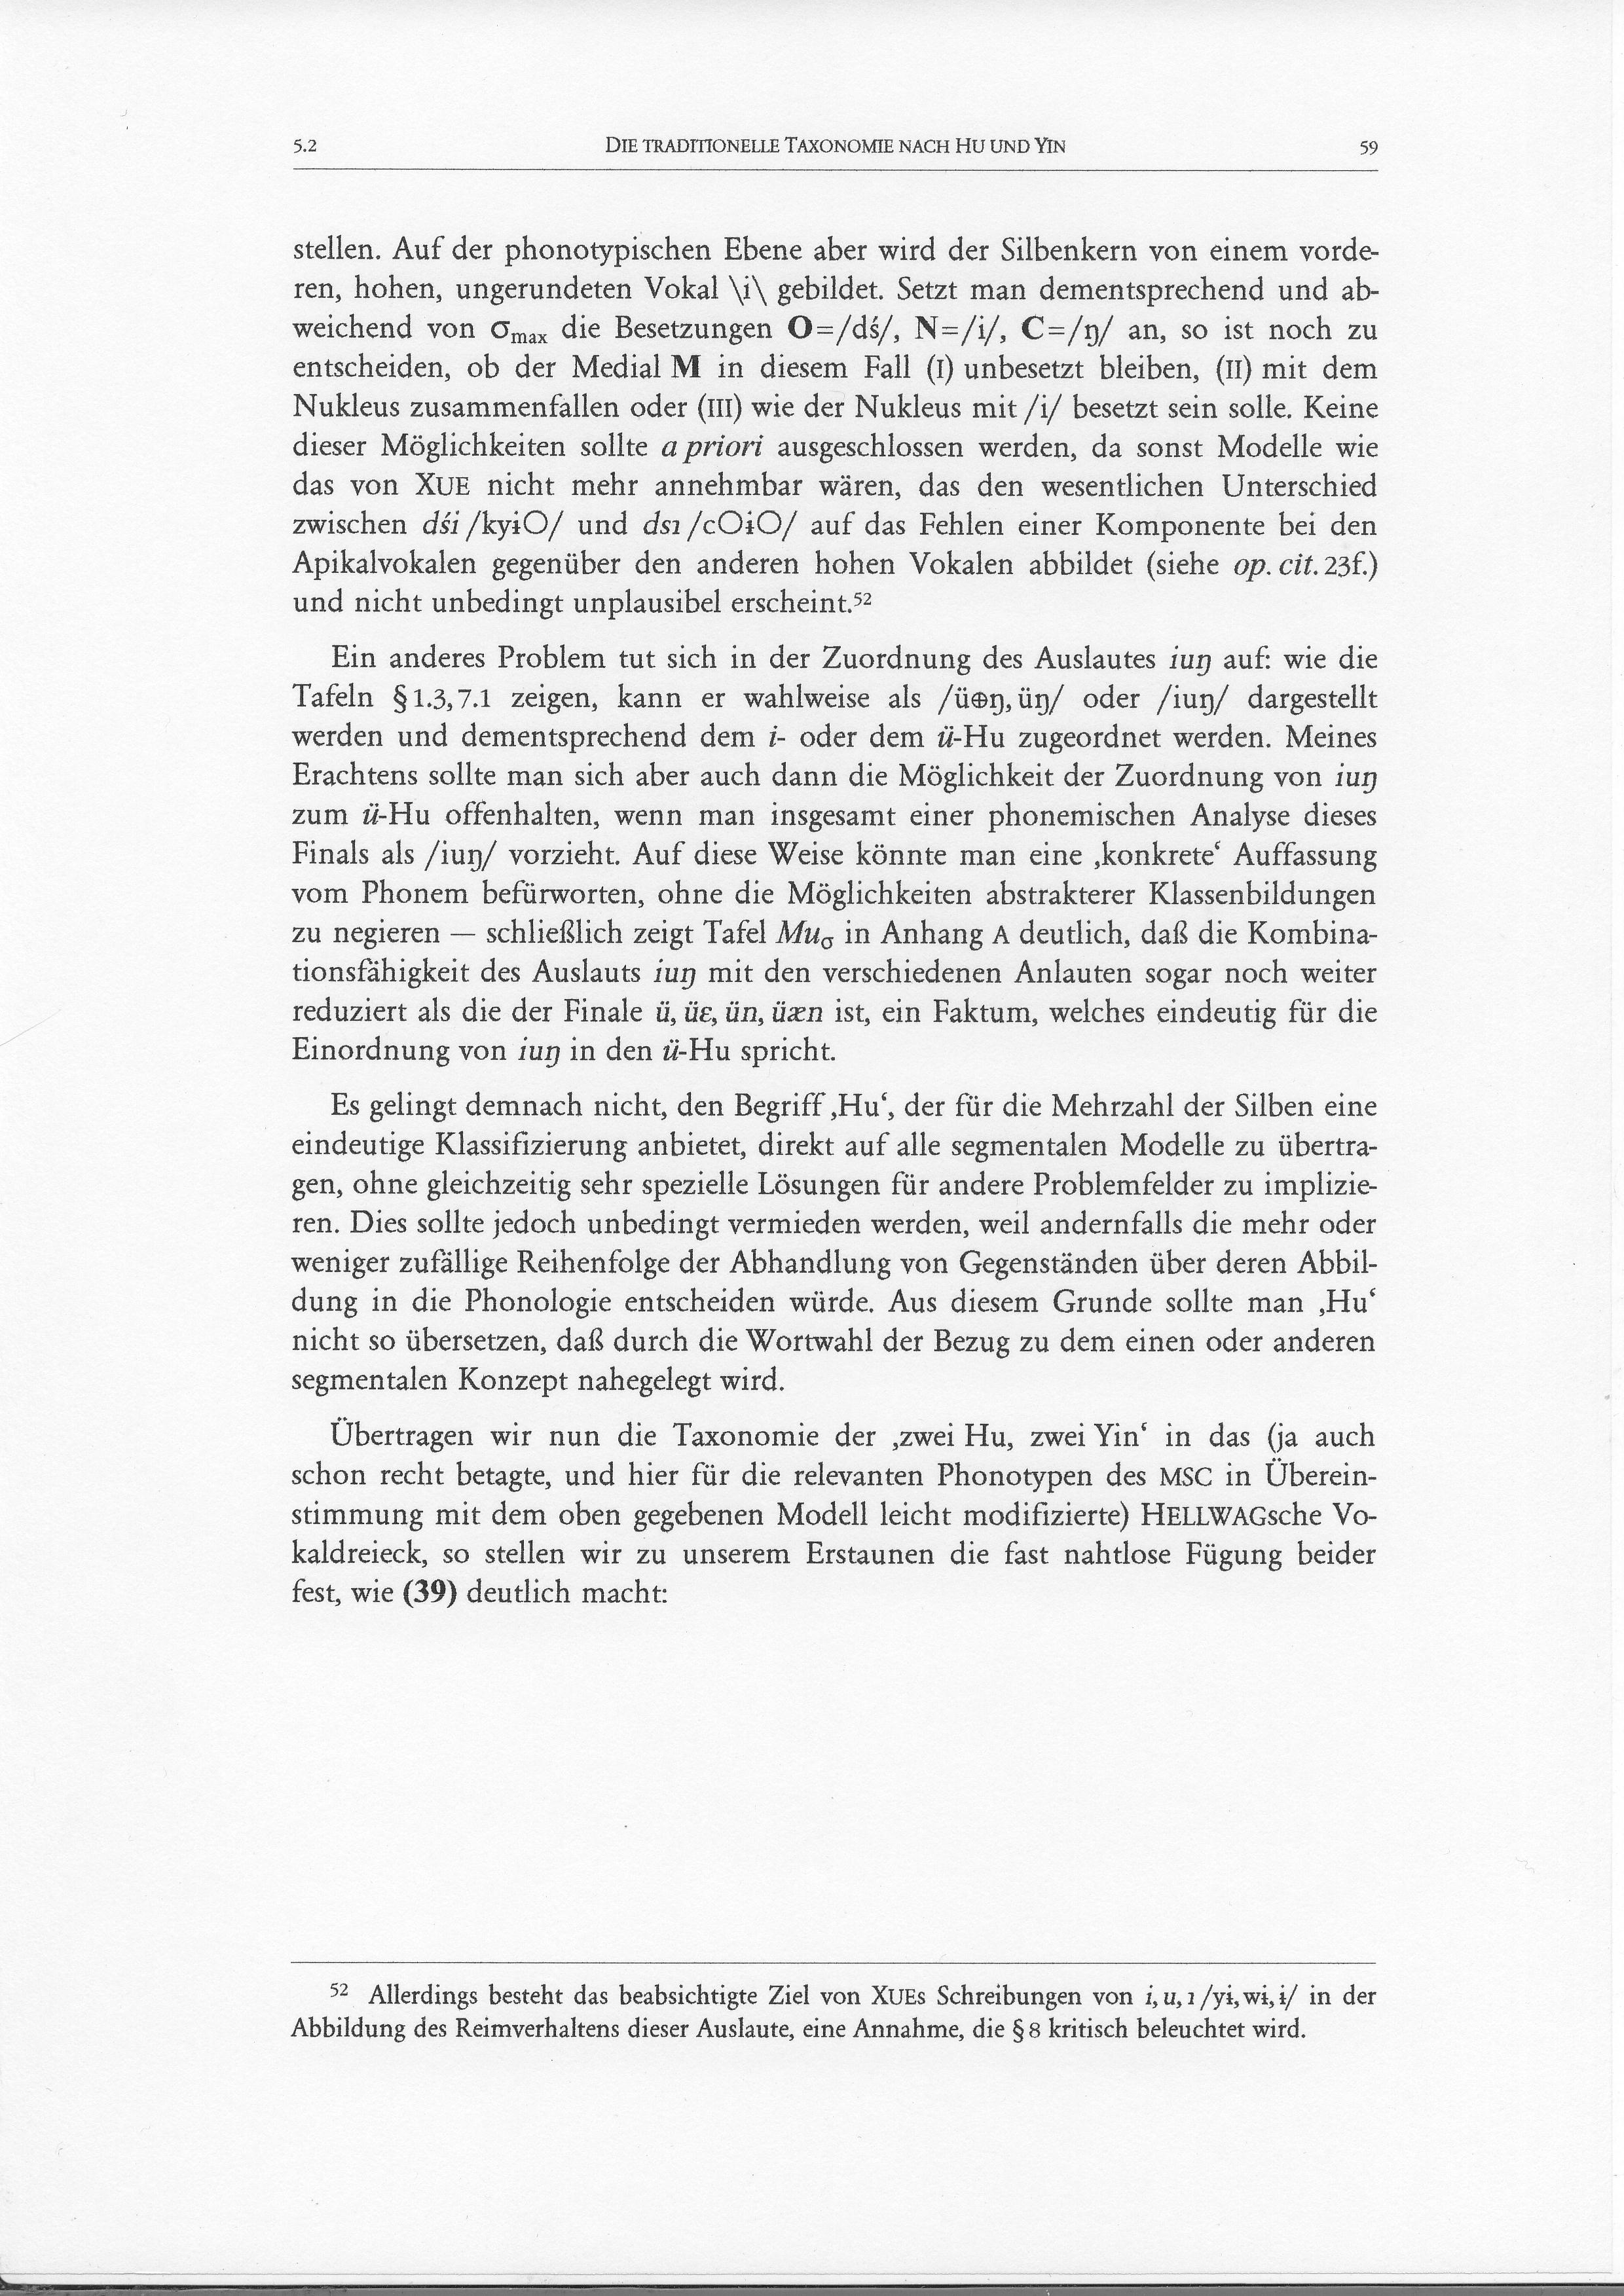 5.2 DIE TRADITIONELLE TAXONOMIE NACH HU UND YIN 59
stellen. Auf der phonotypischen Ebene aber wird der Silbenkern von einem vorde-
ren, hohen, ungerundeten Vokal \i\ gebildet. Setzt man dementsprechend und ab-
weichend von σmax die Besetzungen O=/dś/, N=/i/, C=/ŋ/ an, so ist noch zu
entscheiden, ob der Medial M in diesem Fall (I) unbesetzt bleiben, (II) mit dem
Nukleus zusammenfallen oder (III) wie der Nukleus mit /i/ besetzt sein solle. Keine
dieser Möglichkeiten sollte a priori ausgeschlossen werden, da sonst Modelle wie
das von XUE nicht mehr annehmbar wären, das den wesentlichen Unterschied
zwischen dśi /kyɨO/ und dsı /cOɨO/ auf das Fehlen einer Komponente bei den
Apikalvokalen gegenüber den anderen hohen Vokalen abbildet (siehe op. cit. 23f.)
und nicht unbedingt unplausibel erscheint.52
Ein anderes Problem tut sich in der Zuordnung des Auslautes iuŋ auf: wie die
Tafeln § 1.3, 7.1 zeigen, kann er wahlweise als /üɵŋ, üŋ/ oder /iuŋ/ dargestellt
werden und dementsprechend dem i- oder dem ü-Hu zugeordnet werden. Meines
Erachtens sollte man sich aber auch dann die Möglichkeit der Zuordnung von iuŋ
zum ü-Hu offenhalten, wenn man insgesamt einer phonemischen Analyse dieses
Finals als /iuŋ/ vorzieht. Auf diese Weise könnte man eine ‚konkrete‘ Auffassung
vom Phonem befürworten, ohne die Möglichkeiten abstrakterer Klassenbildungen
zu negieren — schließlich zeigt Tafel Muσ in Anhang A deutlich, daß die Kombina-
tionsfähigkeit des Auslauts iuŋ mit den verschiedenen Anlauten sogar noch weiter
reduziert als die der Finale ü, üɛ, ün, üæn ist, ein Faktum, welches eindeutig für die
Einordnung von iuŋ in den ü-Hu spricht.
Es gelingt demnach nicht, den Begriff ‚Hu‘, der für die Mehrzahl der Silben eine
eindeutige Klassifizierung anbietet, direkt auf alle segmentalen Modelle zu übertra-
gen, ohne gleichzeitig sehr spezielle Lösungen für andere Problemfelder zu implizie-
ren. Dies sollte jedoch unbedingt vermieden werden, weil andernfalls die mehr oder
weniger zufällige Reihenfolge der Abhandlung von Gegenständen über deren Abbil-
dung in die Phonologie entscheiden würde. Aus diesem Grunde sollte man ‚Hu‘
nicht so übersetzen, daß durch die Wortwahl der Bezug zu dem einen oder anderen
segmentalen Konzept nahegelegt wird.
Übertragen wir nun die Taxonomie der ‚zwei Hu, zwei Yin‘ in das (ja auch
schon recht betagte, und hier für die relevanten Phonotypen des MSC in Überein-
stimmung mit dem oben gegebenen Modell leicht modifizierte) HELLWAGsche Vo-
kaldreieck, so stellen wir zu unserem Erstaunen die fast nahtlose Fügung beider
fest, wie (39) deutlich macht:
52 Allerdings besteht das beabsichtigte Ziel von XUEs Schreibungen von i, u, ı /yɨ, wɨ, ɨ/ in der
Abbildung des Reimverhaltens dieser Auslaute, eine Annahme, die § 8 kritisch beleuchtet wird.